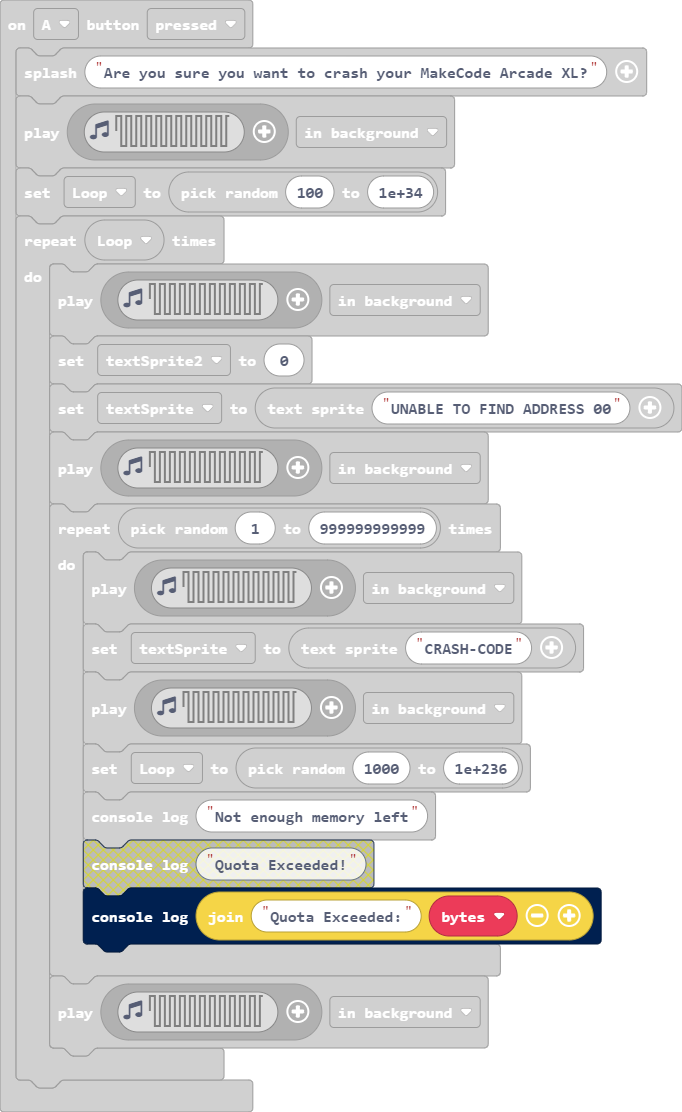 on A button pressed
splash "Are you sure you want to crash your MakeCode Arcade XL?"
play in background
set Loop to pick random 100 to 1e+34
repeat Loop times
do
play in background
set textSprite2 to 0
set textSprite to text sprite "UNABLE TO FIND ADDRESS 00"
play in background
repeat pick random 1 to 999999999999 times
do
play in background
set textSprite to text sprite "CRASH-CODE"
play in background
set Loop to pick random 1000 to 1e+236
console log "Not enough memory left"
console log "Quota Exceeded!"
console log join "Quota Exceeded:" bytes
play in background